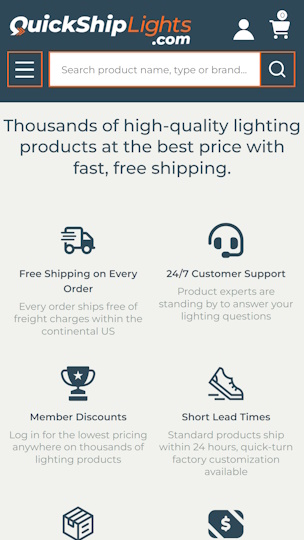 QuickShipLights
.com
0
Search product name, type or brand...
Thousands of high-quality lighting
products at the best price with
fast, free shipping.
Free Shipping on Every
Order
Every order ships free of
freight charges within the
continental US
24/7 Customer Support
Product experts are
standing by to answer your
lighting questions
Member Discounts
Log in for the lowest pricing
anywhere on thousands of
lighting products
Short Lead Times
Standard products ship
within 24 hours, quick-turn
factory customization
available
$